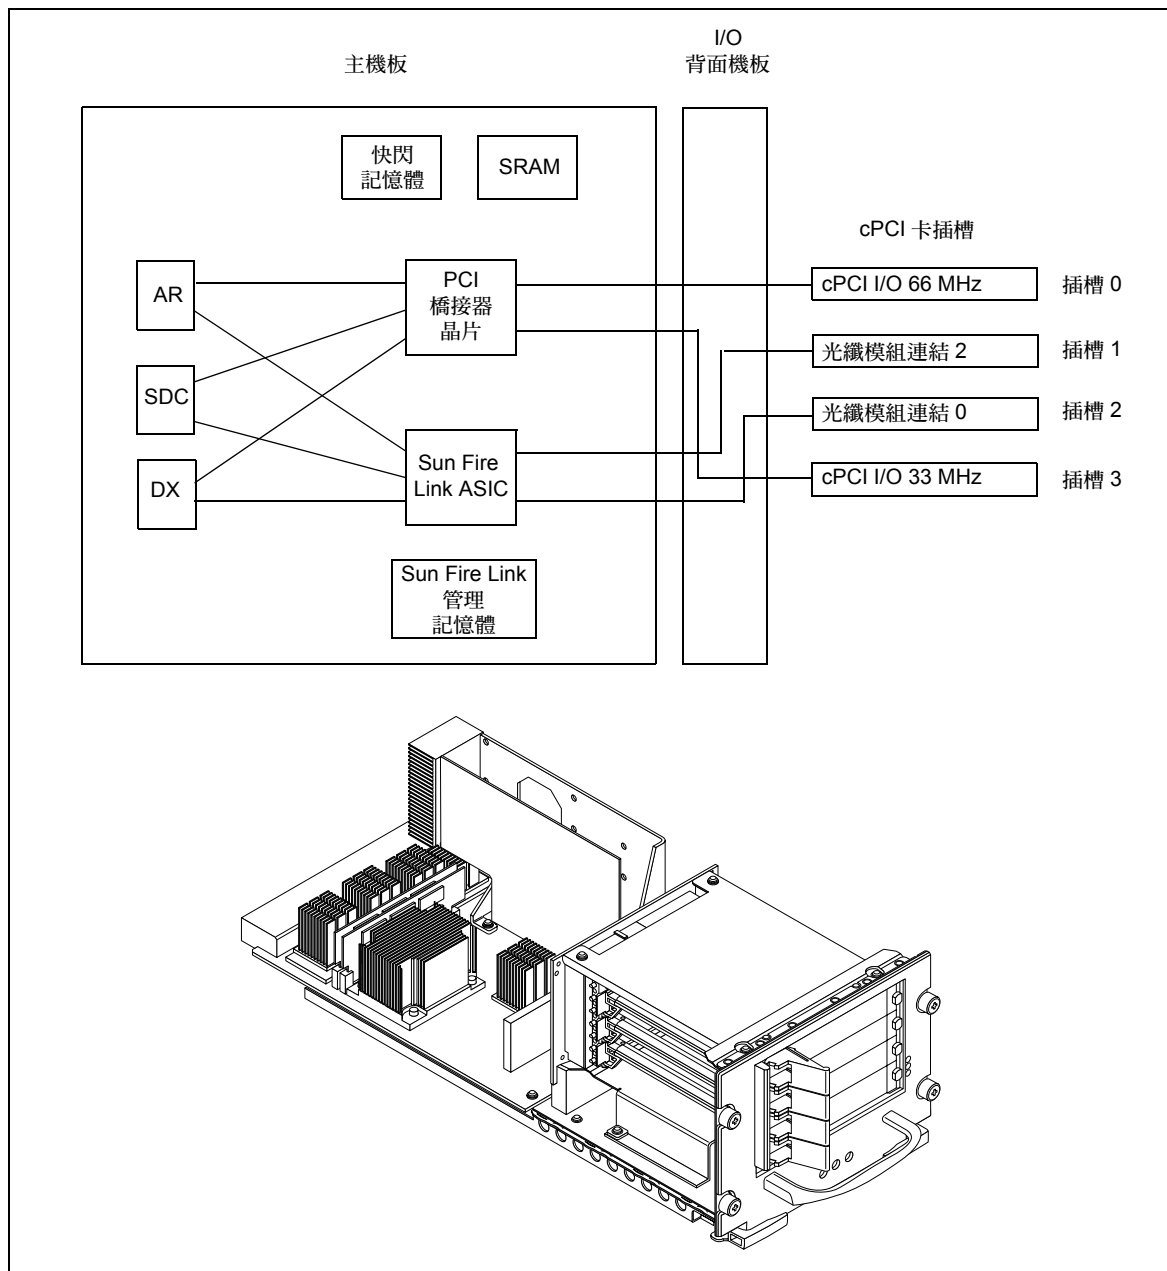 I/O
主機板
背面機板
快閃
記憶體
SRAM
cPCI 卡插槽
AR
PCI
橋接器
晶片
cPCI I/O 66 MHz
插槽 0
光纖模組連結 2
插槽 1
SDC
光纖模組連結 0
插槽 2
Sun Fire
Link ASIC
DX
cPCI I/O 33 MHz
插槽 3
Sun Fire Link
管理
記憶體